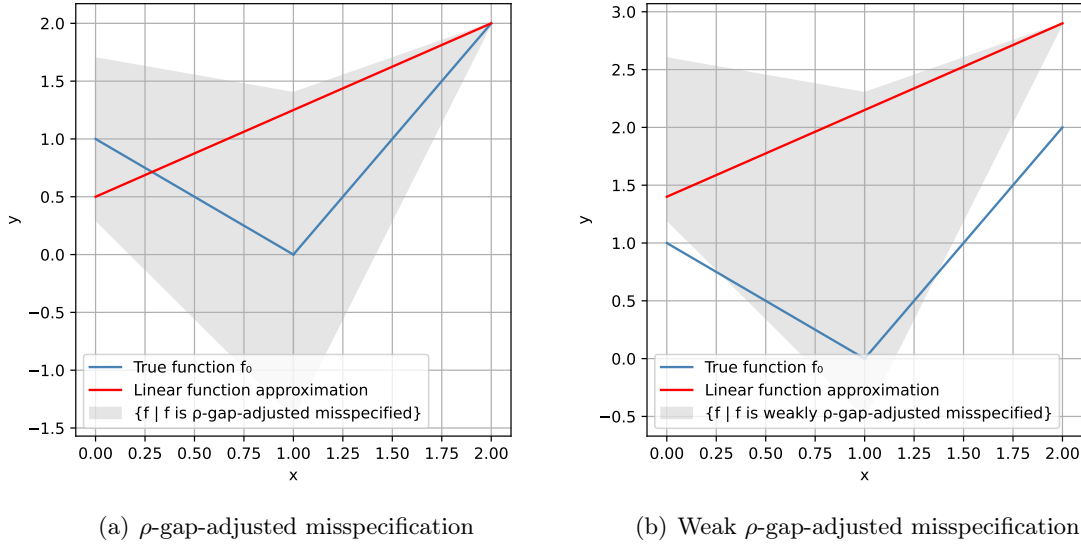 2.0
1.5
1.0
0.5
0.0
−0.5
−1.0
−1.5
y
0.00 0.25 0.50 0.75 1.00 1.25 1.50 1.75 2.00
x
True function f₀
Linear function approximation
{f | f is ρ-gap-adjusted misspecified}
(a) ρ-gap-adjusted misspecification
3.0
2.5
2.0
1.5
1.0
0.5
0.0
−0.5
y
0.00 0.25 0.50 0.75 1.00 1.25 1.50 1.75 2.00
x
True function f₀
Linear function approximation
{f | f is weakly ρ-gap-adjusted misspecified}
(b) Weak ρ-gap-adjusted misspecification